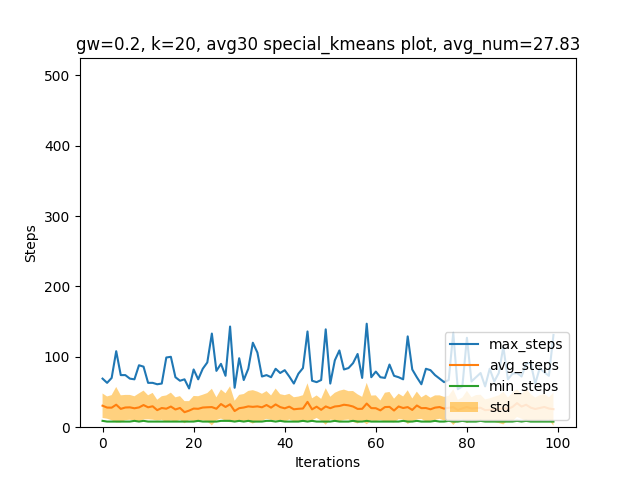 gw=0.2, k=20, avg30 special_kmeans plot, avg_num=27.83
500
400
300
200
100
0
Steps
max_steps
avg_steps
min_steps
std
0 20 40 60 80 100
Iterations